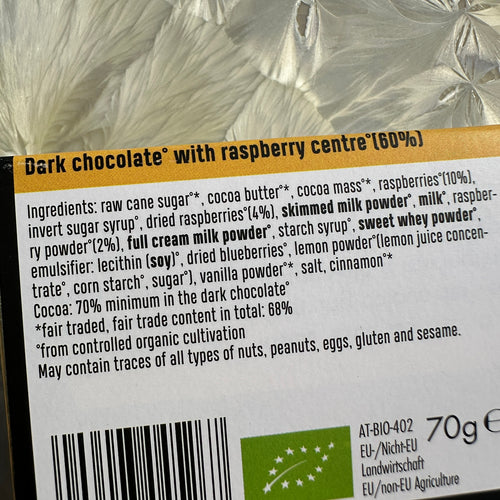 Dark chocolate° with raspberry centre°(60%)
Ingredients: raw cane sugar°*, cocoa butter°*, cocoa mass°*, raspberries°(10%),
invert sugar syrup°, dried raspberries°(4%), skimmed milk powder°, milk°, raspber-
ry powder°(2%), full cream milk powder°, starch syrup°, sweet whey powder°,
emulsifier: lecithin (soy)°, dried blueberries°, lemon powder°(lemon juice concen-
trate°, corn starch°, sugar°), vanilla powder°*, salt, cinnamon°*
Cocoa: 70% minimum in the dark chocolate°
*fair traded, fair trade content in total: 68%
°from controlled organic cultivation
May contain traces of all types of nuts, peanuts, eggs, gluten and sesame.
AT-BIO-402
EU-/Nicht-EU
Landwirtschaft
EU/non-EU Agriculture
70g ℮